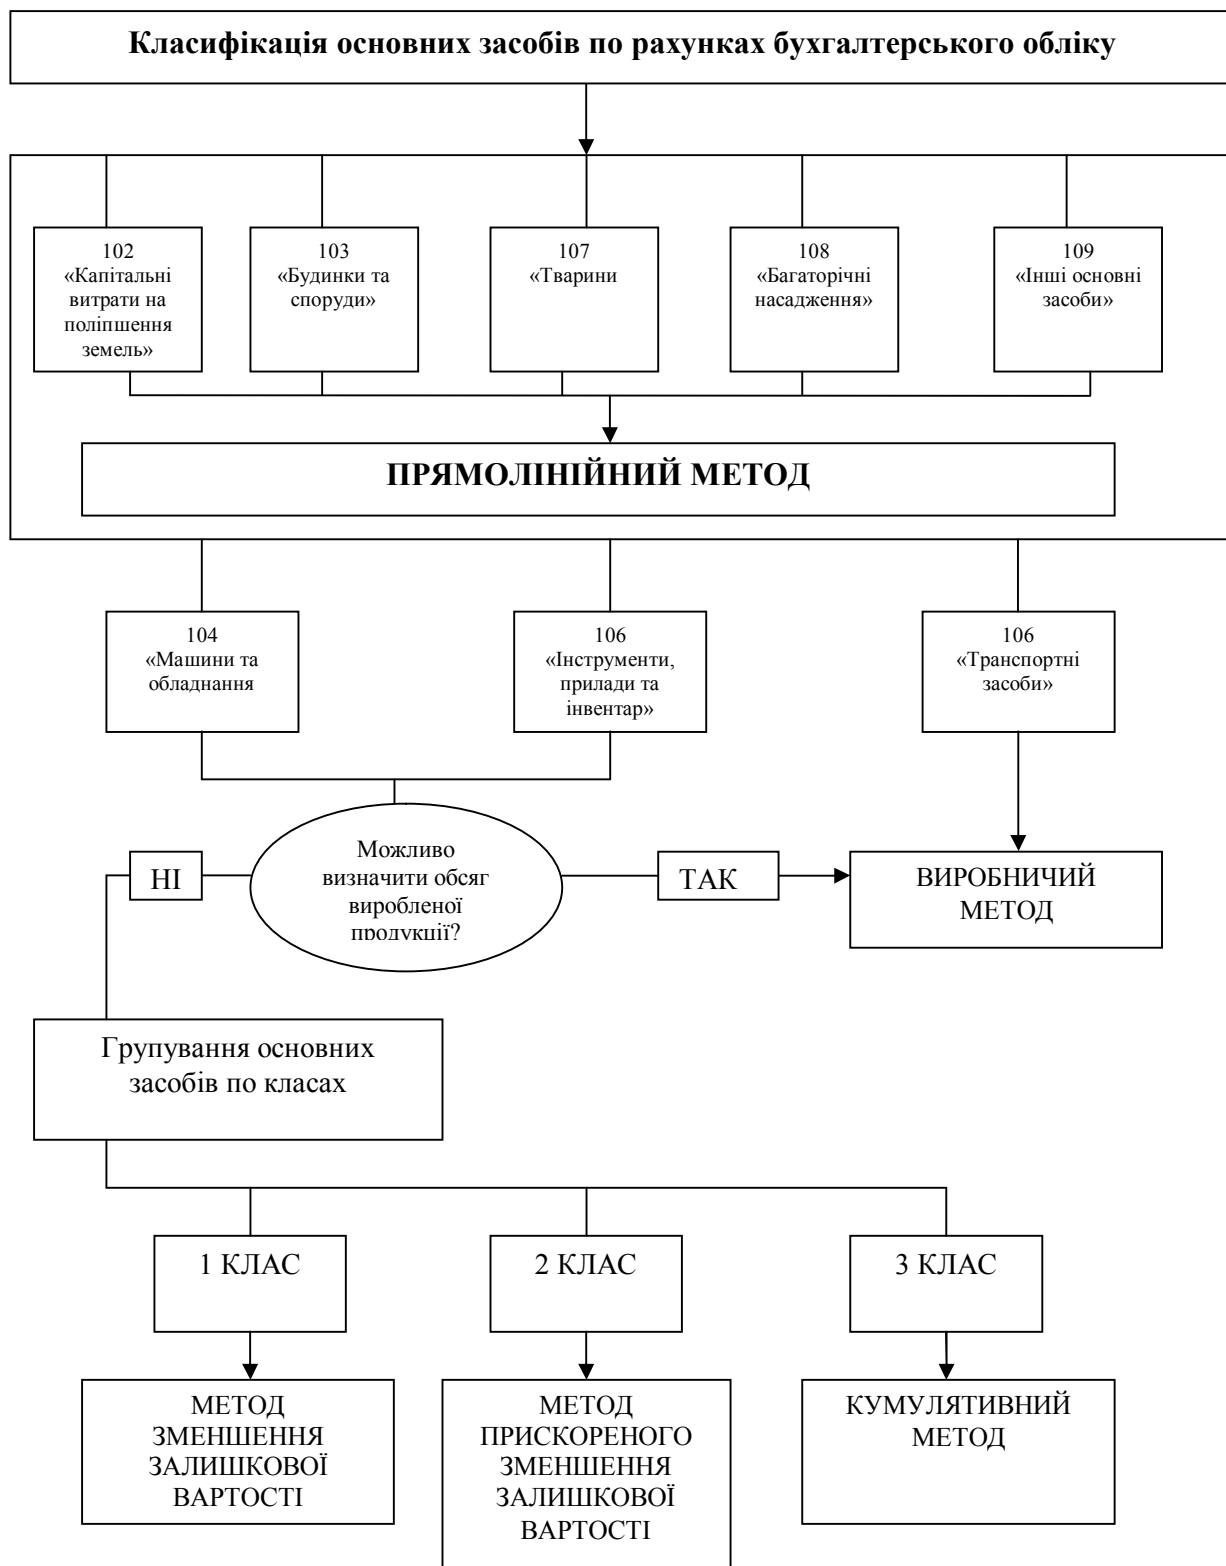 Класифікація основних засобів по рахунках бухгалтерського обліку
102
«Капітальні
витрати на
поліпшення
земель»
103
«Будинки та
споруди»
107
«Тварини
108
«Багаторічні
насадження»
109
«Інші основні
засоби»
ПРЯМОЛІНІЙНИЙ МЕТОД
104
«Машини та
обладнання
106
«Інструменти,
прилади та
інвентар»
106
«Транспортні
засоби»
Можливо
визначити обсяг
виробленої
продукції?
НІ
ТАК
ВИРОБНИЧИЙ
МЕТОД
Групування основних
засобів по класах
1 КЛАС
2 КЛАС
3 КЛАС
МЕТОД
ЗМЕНШЕННЯ
ЗАЛИШКОВОЇ
ВАРТОСТІ
МЕТОД
ПРИСКОРЕНОГО
ЗМЕНШЕННЯ
ЗАЛИШКОВОЇ
ВАРТОСТІ
КУМУЛЯТИВНИЙ
МЕТОД